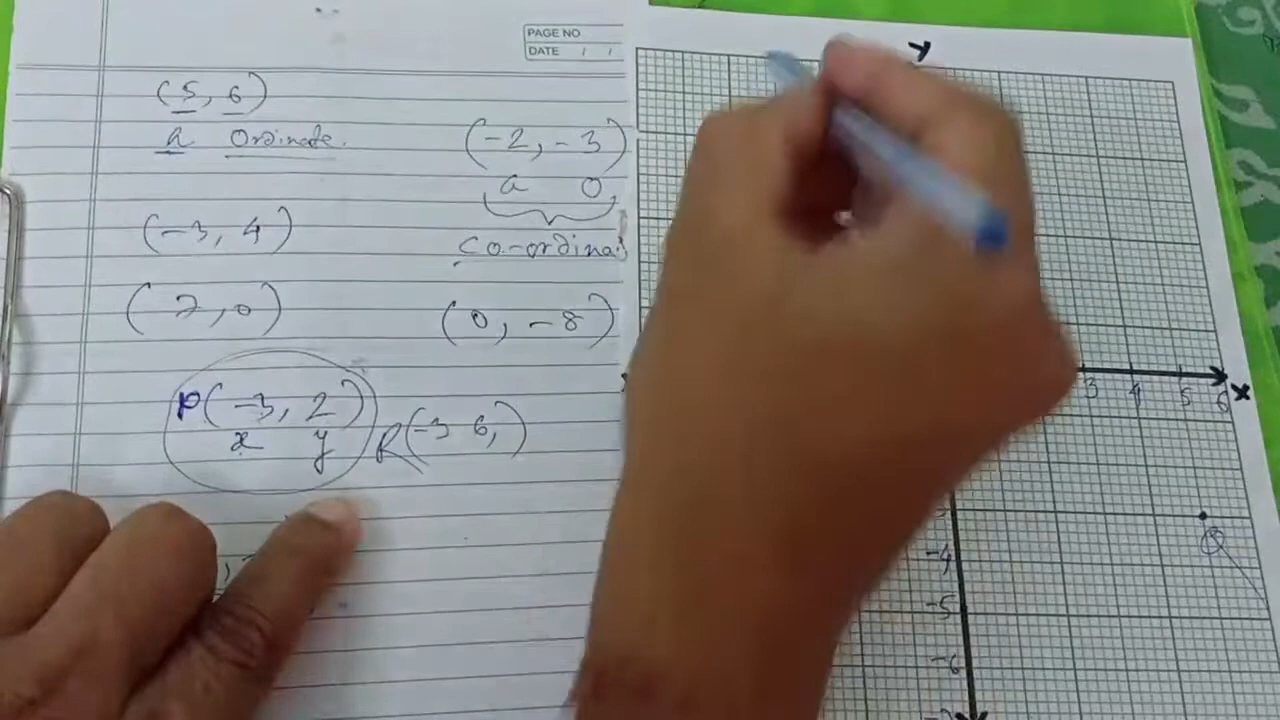 PAGE NO
DATE / /
(5, 6)
a Ordinate.
(-2, -3)
a 0,
(-3, 4)
co-ordina
(7, 0)
(0, -8)
P(-3, 2)
x y
R(-3 6,)
y
3 4 5 6 x
Q
-4
-5
-6